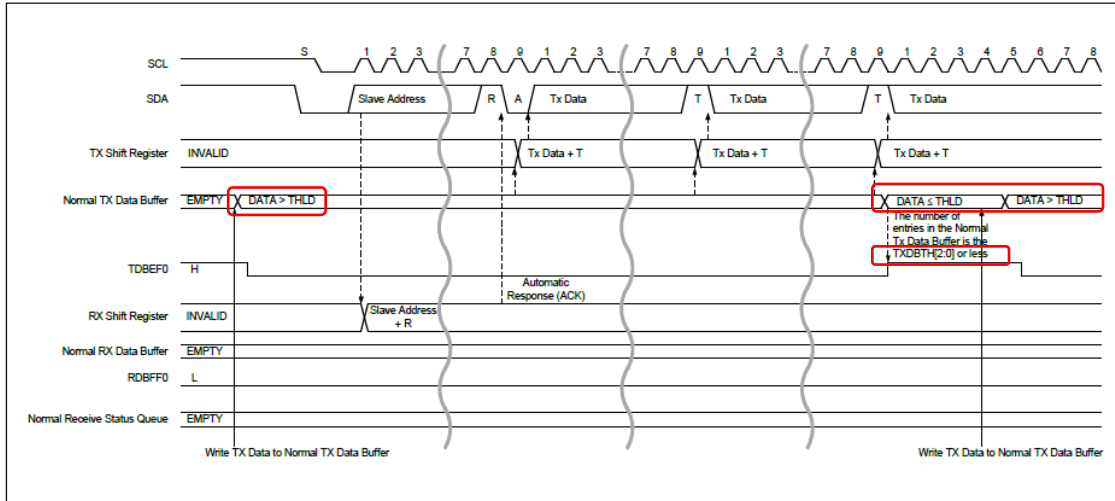 S 1 2 3 7 8 9 1 2 3 7 8 9 1 2 3 7 8 9 1 2 3 4 5 6 7 8
SCL
SDA Slave Address R A Tx Data T Tx Data T Tx Data
TX Shift Register INVALID Tx Data + T Tx Data + T Tx Data + T
Normal TX Data Buffer EMPTY DATA > THLD DATA ≤ THLD DATA > THLD
The number of
entries in the Normal
Tx Data Buffer is the
TXDBTH[2:0] or less
TDBEF0 H
Automatic
Response (ACK)
RX Shift Register INVALID Slave Address
+ R
Normal RX Data Buffer EMPTY
RDBFF0 L
Normal Receive Status Queue EMPTY
Write TX Data to Normal TX Data Buffer Write TX Data to Normal TX Data Buffer